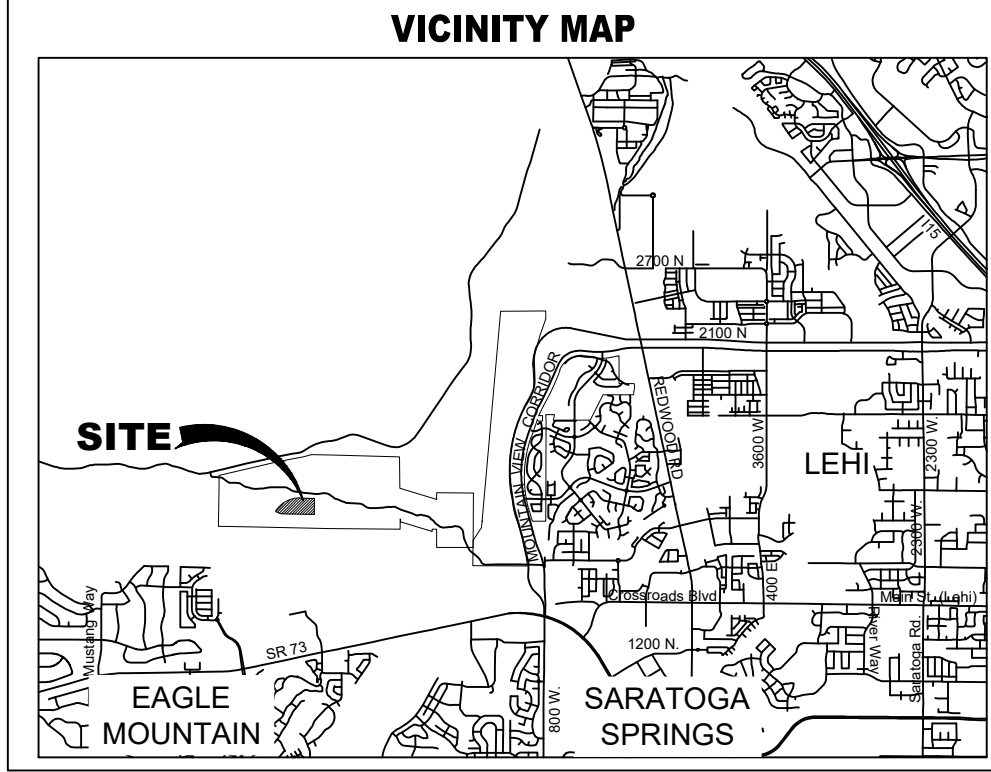 VICINITY MAP
I15
2700 N
2100 N
MOUNTAIN VIEW CORRIDOR
REDWOOD RD
SITE
3600 W.
LEHI
2300 W.
2300 W.
400 E
Crossroads Blvd
Main St. (Lehi)
Mustang Way
SR 73
1200 N.
River Way
Saratoga Rd.
EAGLE
MOUNTAIN
800 W.
SARATOGA
SPRINGS